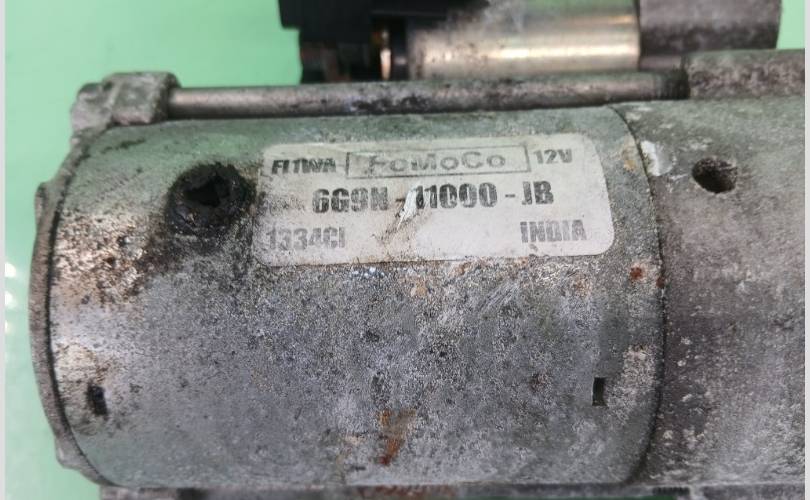 FoMoCo 12V
6G9N-11000-JB
1334CI INDIA